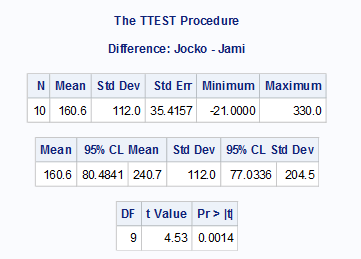 The TTEST Procedure
Difference: Jocko - Jami
N Mean Std Dev Std Err Minimum Maximum
10 160.6 112.0 35.4157 -21.0000 330.0
Mean 95% CL Mean Std Dev 95% CL Std Dev
160.6 80.4841 240.7 112.0 77.0336 204.5
DF t Value Pr > |t|
9 4.53 0.0014